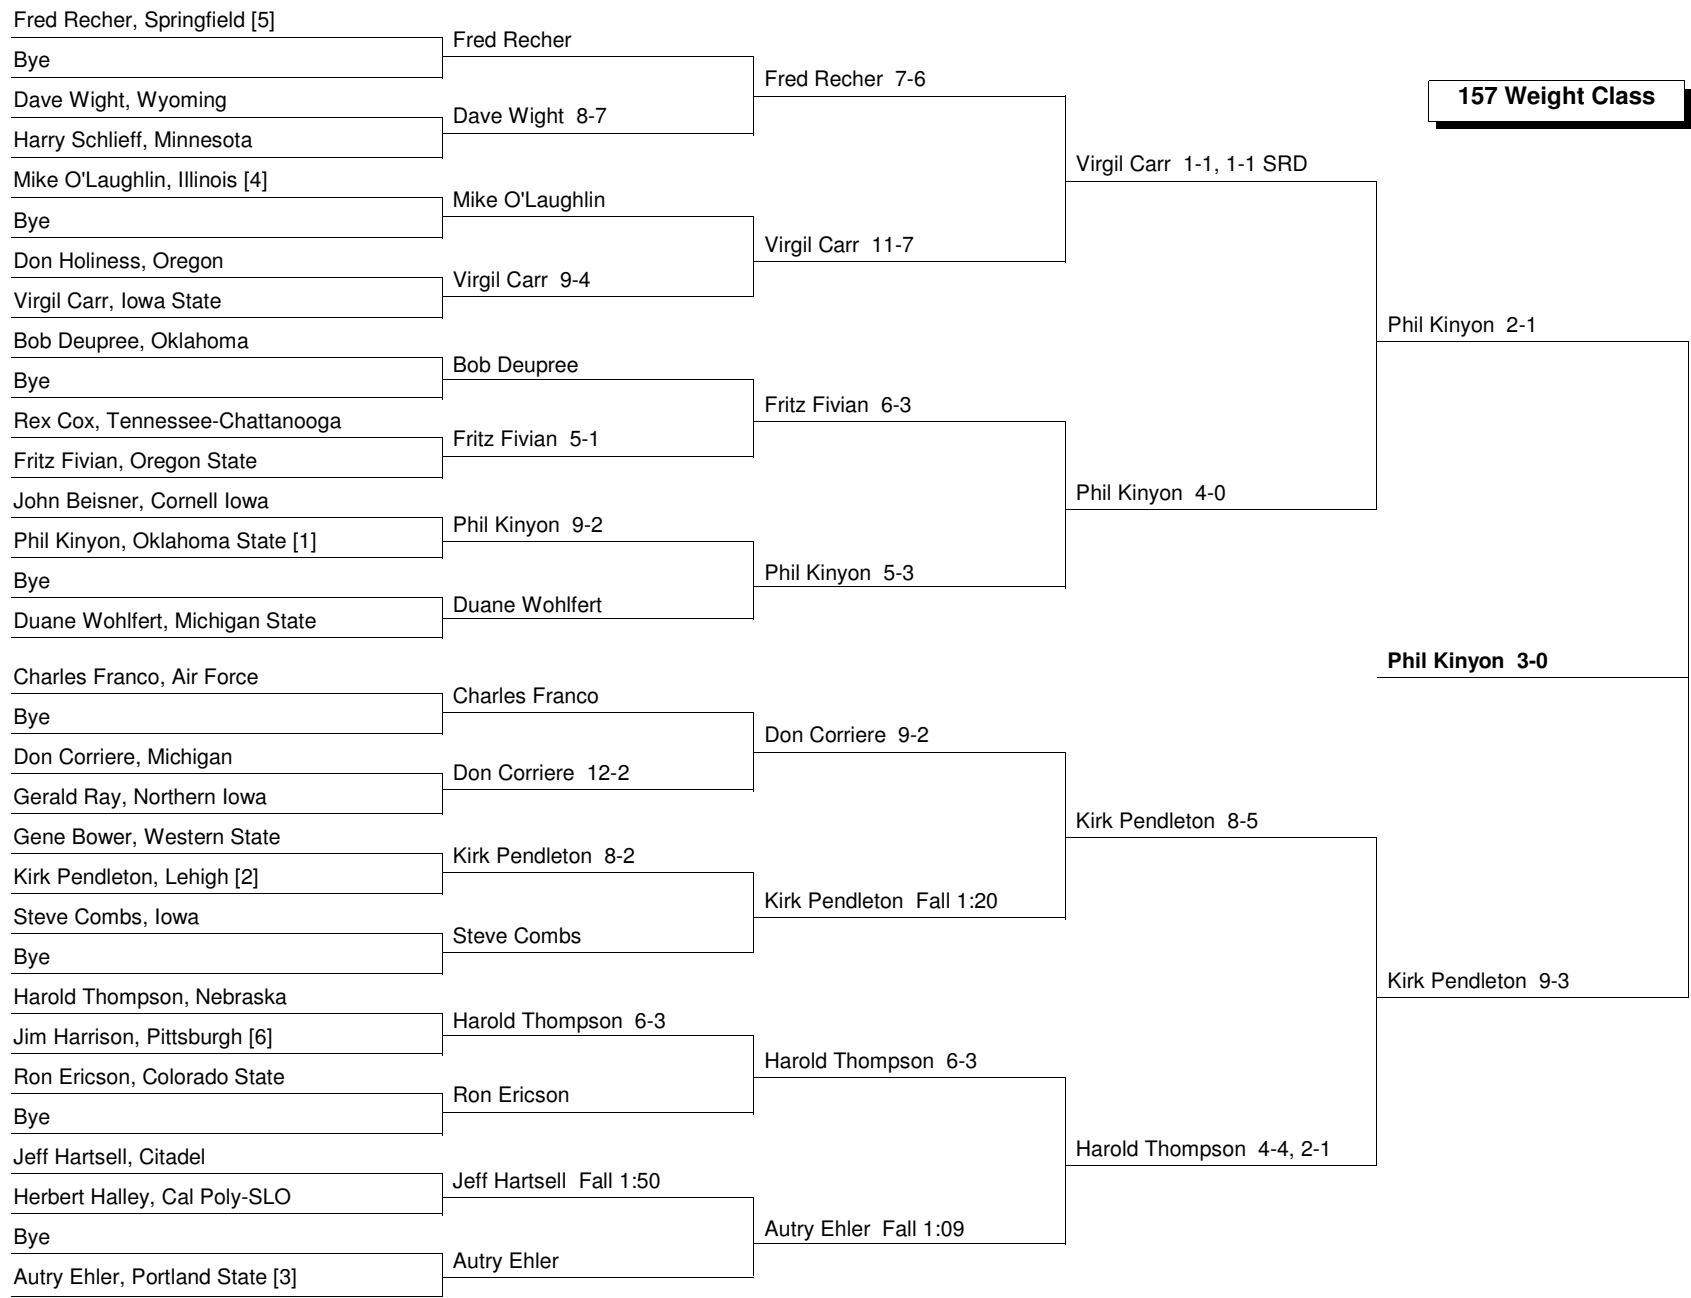 Fred Recher, Springfield [5]
Bye
Dave Wight, Wyoming
Harry Schlieff, Minnesota
Mike O'Laughlin, Illinois [4]
Bye
Don Holiness, Oregon
Virgil Carr, Iowa State
Bob Deupree, Oklahoma
Bye
Rex Cox, Tennessee-Chattanooga
Fritz Fivian, Oregon State
John Beisner, Cornell Iowa
Phil Kinyon, Oklahoma State [1]
Bye
Duane Wohlfert, Michigan State
Charles Franco, Air Force
Bye
Don Corriere, Michigan
Gerald Ray, Northern Iowa
Gene Bower, Western State
Kirk Pendleton, Lehigh [2]
Steve Combs, Iowa
Bye
Harold Thompson, Nebraska
Jim Harrison, Pittsburgh [6]
Ron Ericson, Colorado State
Bye
Jeff Hartsell, Citadel
Herbert Halley, Cal Poly-SLO
Bye
Autry Ehler, Portland State [3]
Fred Recher
Dave Wight 8-7
Mike O'Laughlin
Virgil Carr 9-4
Bob Deupree
Fritz Fivian 5-1
Phil Kinyon 9-2
Duane Wohlfert
Charles Franco
Don Corriere 12-2
Kirk Pendleton 8-2
Steve Combs
Harold Thompson 6-3
Ron Ericson
Jeff Hartsell Fall 1:50
Autry Ehler
Fred Recher 7-6
Virgil Carr 11-7
Fritz Fivian 6-3
Phil Kinyon 5-3
Don Corriere 9-2
Kirk Pendleton Fall 1:20
Harold Thompson 6-3
Autry Ehler Fall 1:09
Virgil Carr 1-1, 1-1 SRD
Phil Kinyon 4-0
Kirk Pendleton 8-5
Harold Thompson 4-4, 2-1
157 Weight Class
Phil Kinyon 2-1
Phil Kinyon 3-0
Kirk Pendleton 9-3